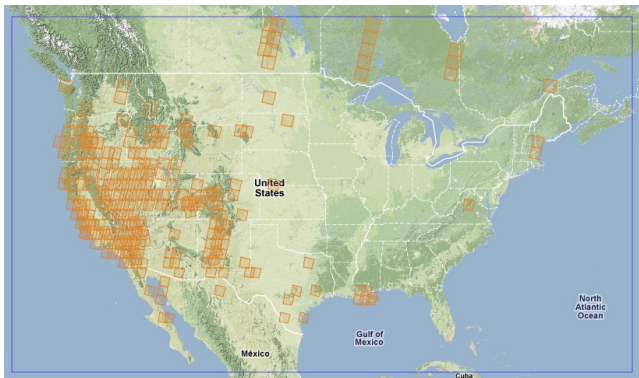 United
States
North
Atlantic
Ocean
Gulf of
Mexico
México
Cuba